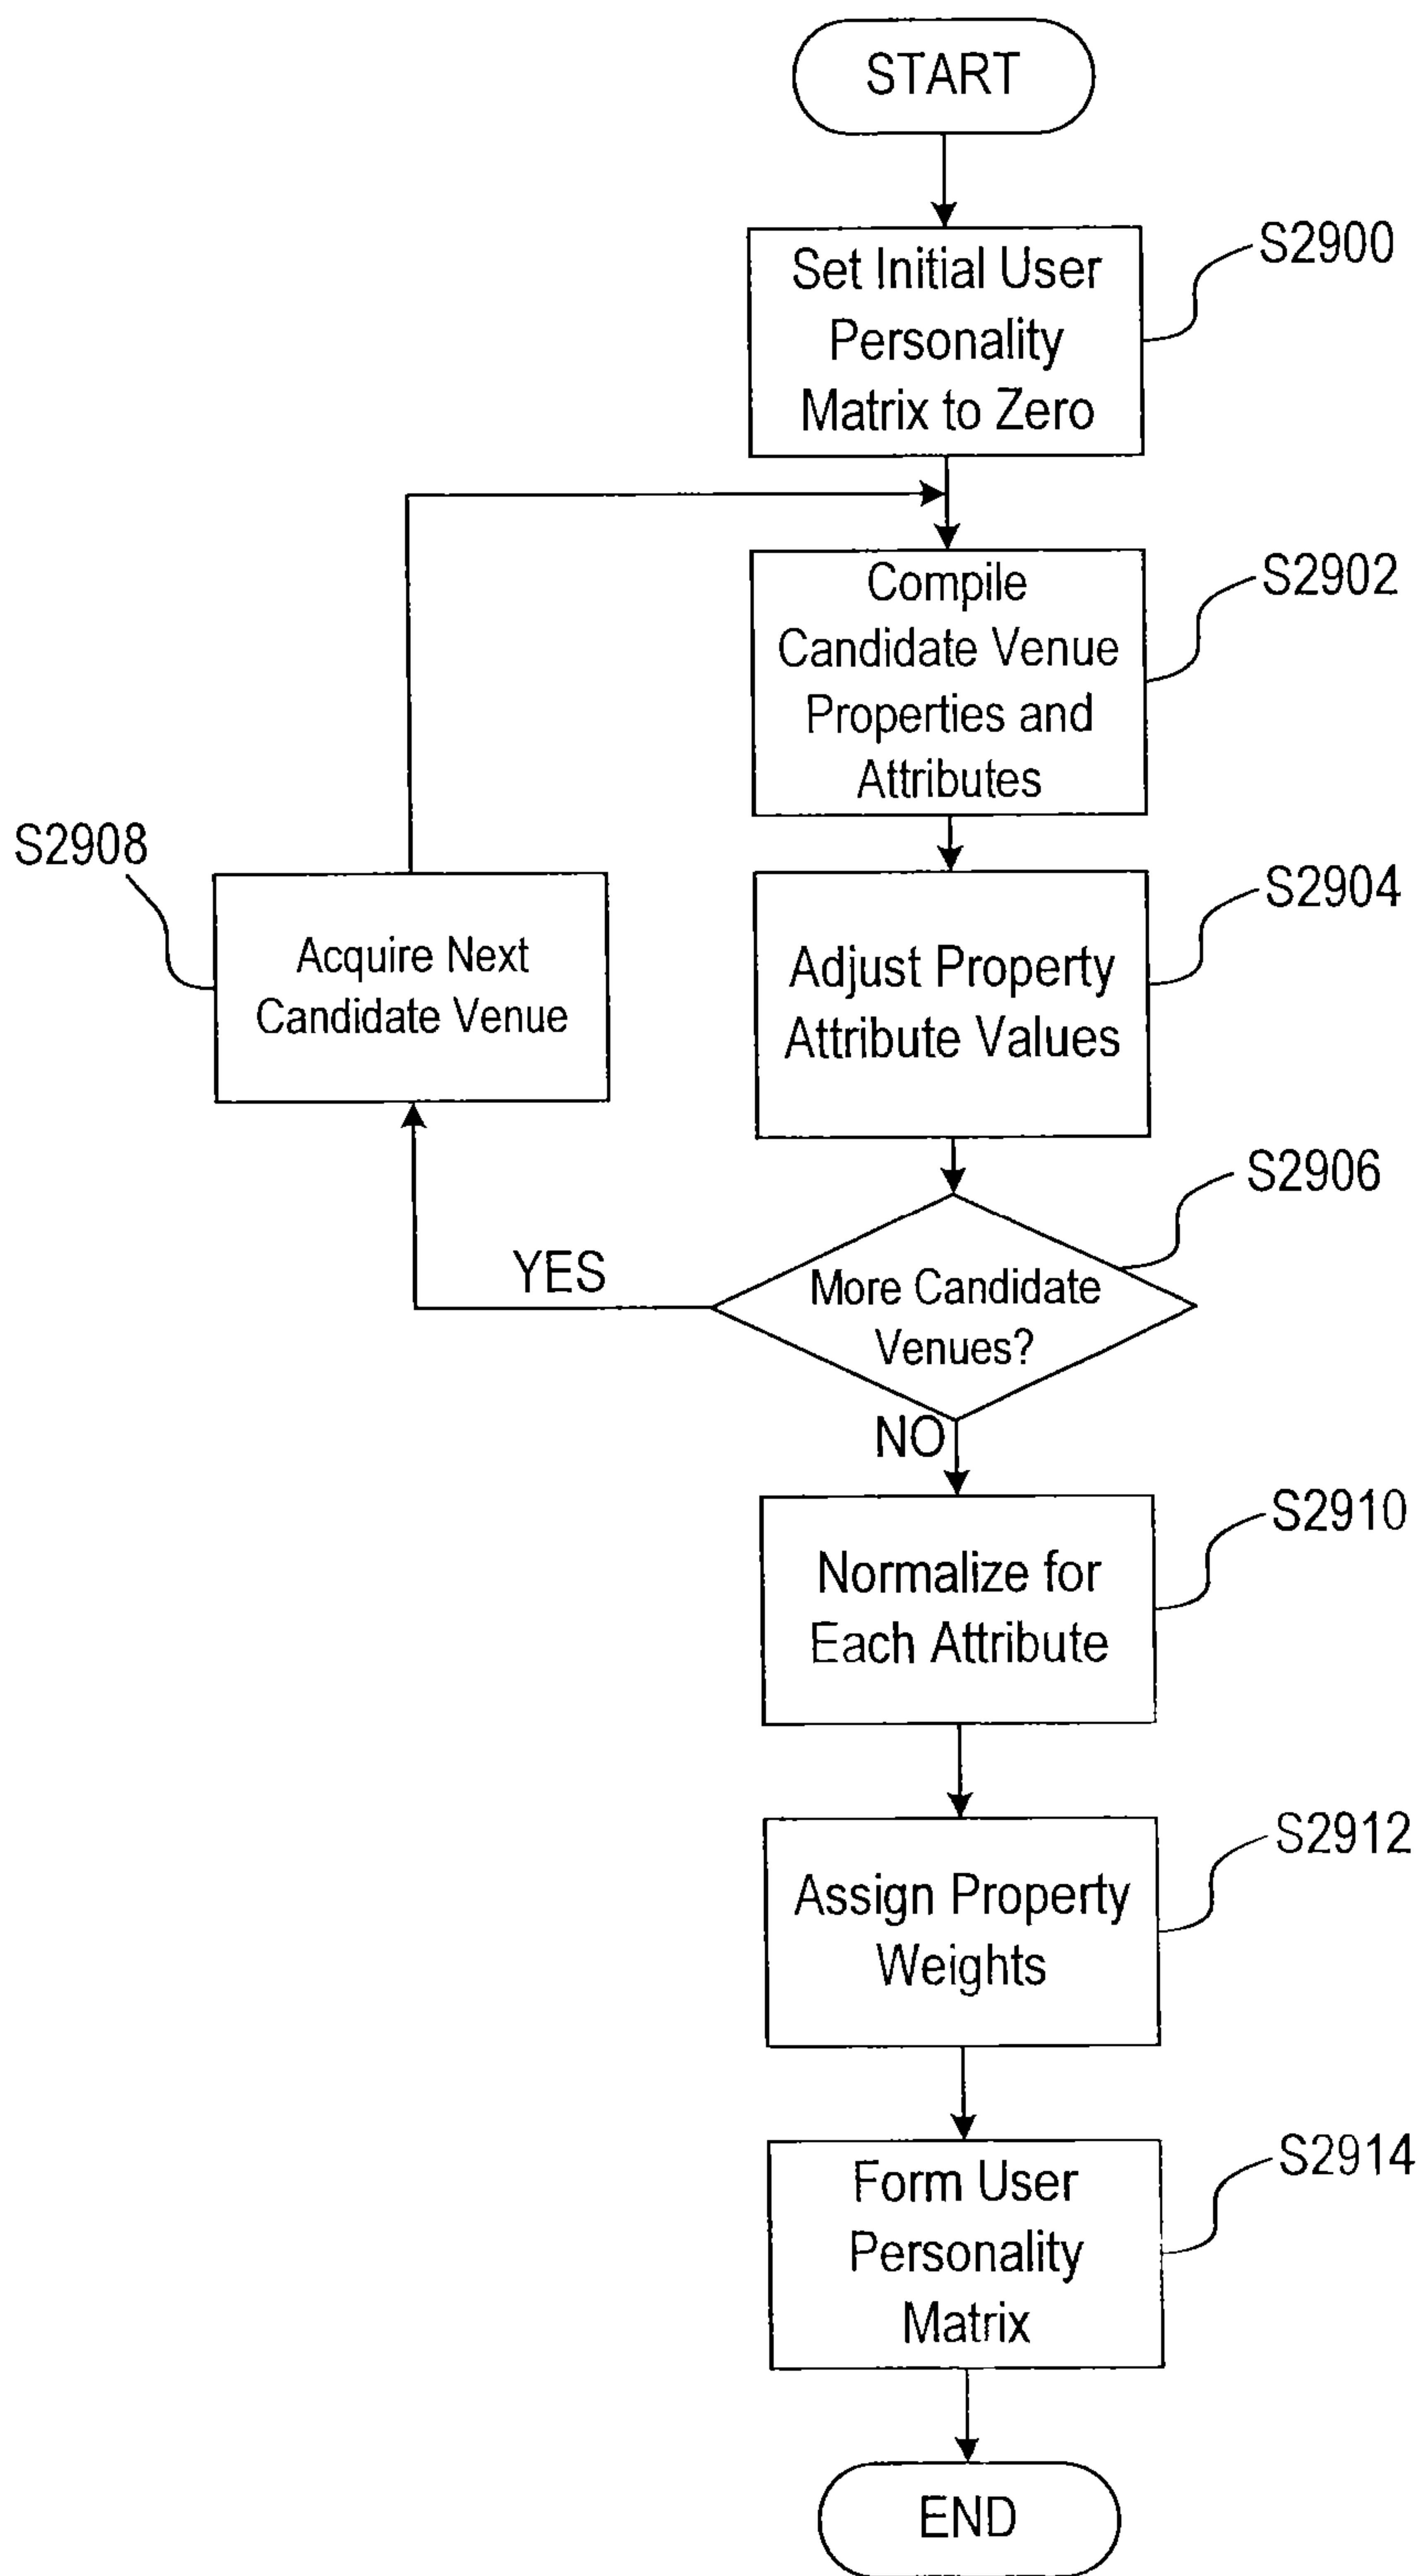 START
Set Initial User
Personality
Matrix to Zero
S2900
Compile
Candidate Venue
Properties and
Attributes
S2902
S2908
Acquire Next
Candidate Venue
Adjust Property
Attribute Values
S2904
S2906
YES
More Candidate
Venues?
NO
Normalize for
Each Attribute
S2910
Assign Property
Weights
S2912
Form User
Personality
Matrix
S2914
END